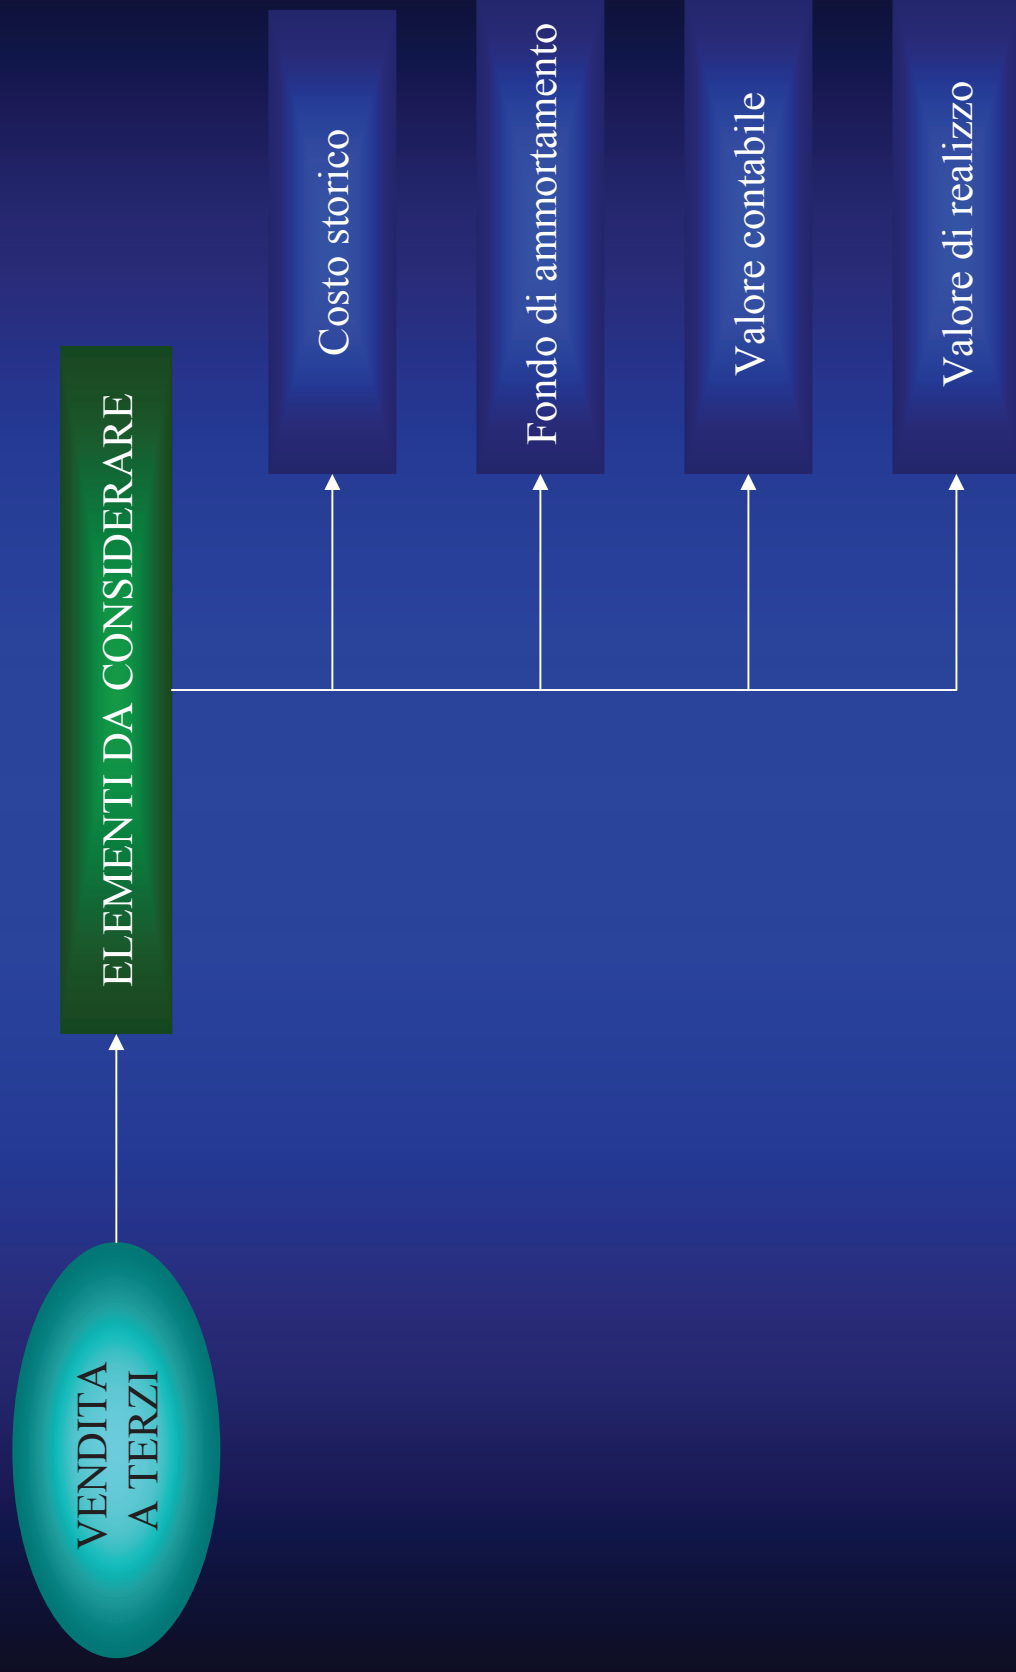 VENDITA
A TERZI
ELEMENTI DA CONSIDERARE
Costo storico
Fondo di ammortamento
Valore contabile
Valore di realizzo